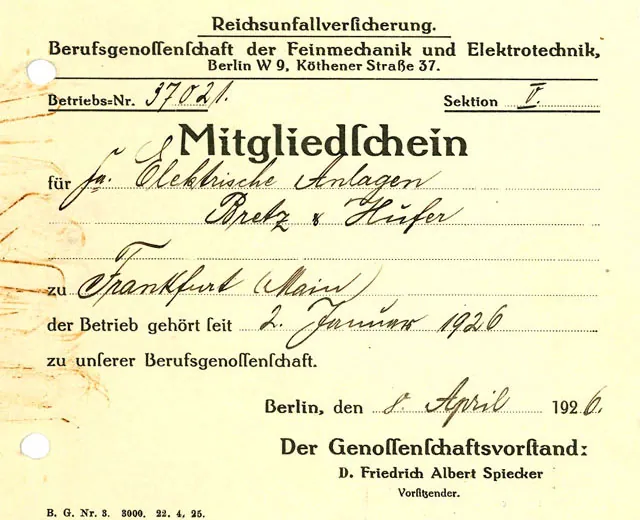 Reichsunfallverſicherung.
Berufsgenoſſenſchaft der Feinmechanik und Elektrotechnik,
Berlin W 9, Köthener Straße 37.
Betriebs=Nr. 37021. Sektion V.
Mitgliedſchein
für Fa. Elektrische Anlagen
Bretz & Hüfer
zu Frankfurt (Main)
der Betrieb gehört ſeit 2. Januar 1926
zu unſerer Berufsgenoſſenſchaft.
Berlin, den 8. April 1926.
Der Genoſſenſchaftsvorſtand:
D. Friedrich Albert Spiecker
Vorſitzender.
B. G. Nr. 3. 3000. 22. 4. 25.